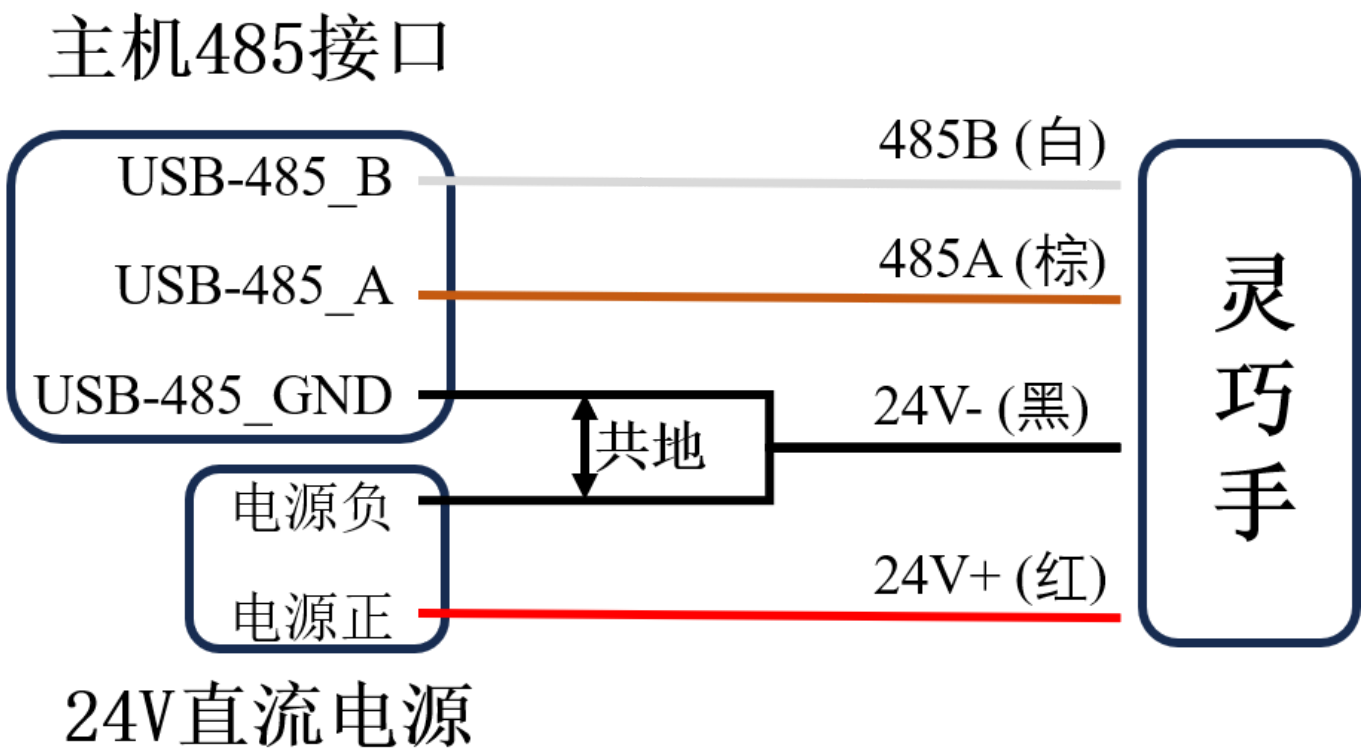 主机485接口
USB-485_B
485B (白)
USB-485_A
485A (棕)
USB-485_GND
24V- (黑)
共地
电源负
电源正
24V+ (红)
24V直流电源
灵巧手